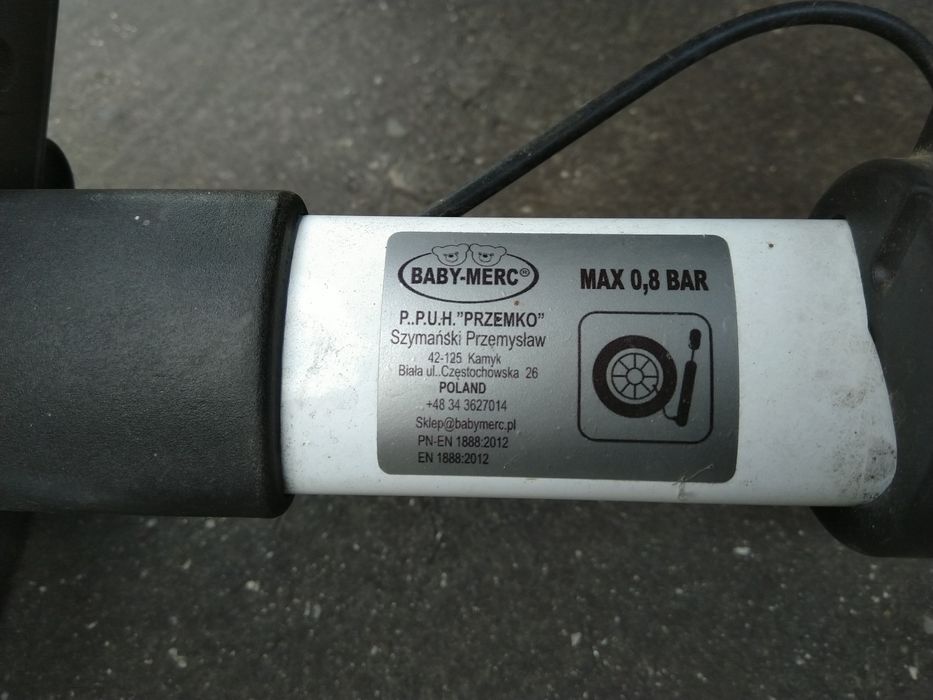 BABY-MERC®
MAX 0,8 BAR
P..P.U.H."PRZEMKO"
Szymański Przemysław
42-125 Kamyk
Biała ul..Częstochowska 26
POLAND
+48 34 3627014
Sklep@babymerc.pl
PN-EN 1888:2012
EN 1888:2012